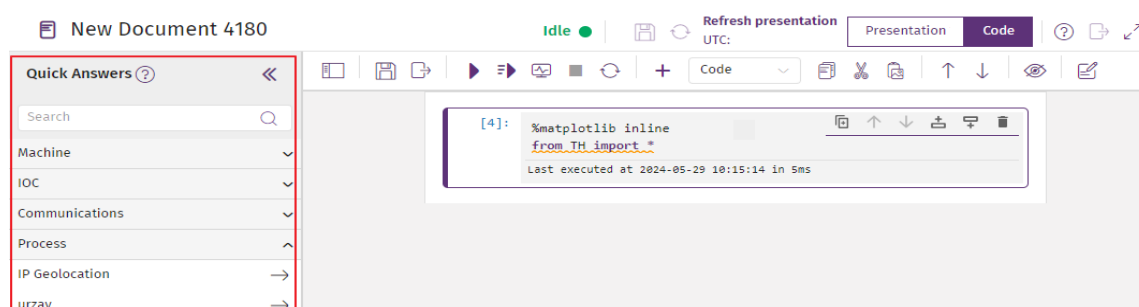 New Document 4180
Idle
Refresh presentation
UTC:
Presentation
Code
Quick Answers
Search
Machine
IOC
Communications
Process
IP Geolocation
urzay
Code
[4]:
%matplotlib inline
from TH import *
Last executed at 2024-05-29 10:15:14 in 5ms